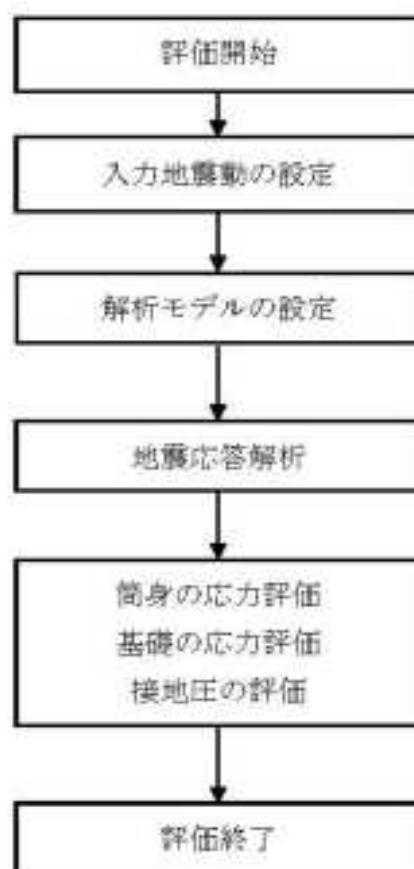 評価開始
入力地震動の設定
解析モデルの設定
地震応答解析
筒身の応力評価
基礎の応力評価
接地圧の評価
評価終了